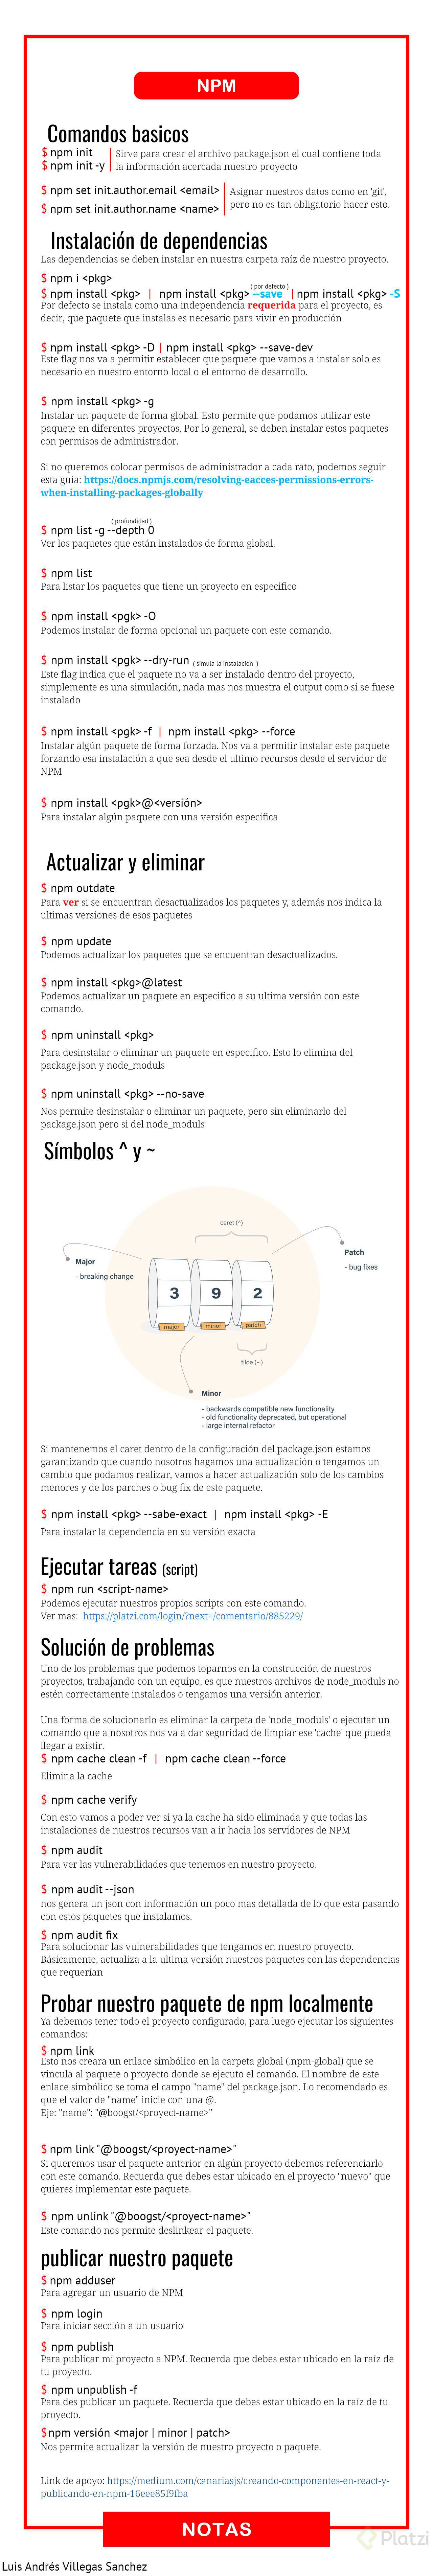 NPM
Comandos basicos
$ npm init
$ npm init -y
Sirve para crear el archivo package.json el cual contiene toda
la información acercada nuestro proyecto
$ npm set init.author.email <email>
$ npm set init.author.name <name>
Asignar nuestros datos como en 'git',
pero no es tan obligatorio hacer esto.
Instalación de dependencias
Las dependencias se deben instalar en nuestra carpeta raíz de nuestro proyecto.
$ npm i <pkg>
( por defecto )
$ npm install <pkg> | npm install <pkg> --save | npm install <pkg> -S
Por defecto se instala como una independencia requerida para el proyecto, es
decir, que paquete que instalas es necesario para vivir en producción
$ npm install <pkg> -D | npm install <pkg> --save-dev
Este flag nos va a permitir establecer que paquete que vamos a instalar solo es
necesario en nuestro entorno local o el entorno de desarrollo.
$ npm install <pkg> -g
Instalar un paquete de forma global. Esto permite que podamos utilizar este
paquete en diferentes proyectos. Por lo general, se deben instalar estos paquetes
con permisos de administrador.
Si no queremos colocar permisos de administrador a cada rato, podemos seguir
esta guía: https://docs.npmjs.com/resolving-eacces-permissions-errors-
when-installing-packages-globally
( profundidad )
$ npm list -g --depth 0
Ver los paquetes que están instalados de forma global.
$ npm list
Para listar los paquetes que tiene un proyecto en especifico
$ npm install <pgk> -O
Podemos instalar de forma opcional un paquete con este comando.
$ npm install <pgk> --dry-run ( simula la instalación )
Este flag indica que el paquete no va a ser instalado dentro del proyecto,
simplemente es una simulación, nada mas nos muestra el output como si se fuese
instalado
$ npm install <pgk> -f | npm install <pgk> --force
Instalar algún paquete de forma forzada. Nos va a permitir instalar este paquete
forzando esa instalación a que sea desde el ultimo recursos desde el servidor de
NPM
$ npm install <pgk>@<versión>
Para instalar algún paquete con una versión especifica
Actualizar y eliminar
$ npm outdate
Para ver si se encuentran desactualizados los paquetes y, además nos indica la
ultimas versiones de esos paquetes
$ npm update
Podemos actualizar los paquetes que se encuentran desactualizados.
$ npm install <pkg>@latest
Podemos actualizar un paquete en especifico a su ultima versión con este
comando.
$ npm uninstall <pkg>
Para desinstalar o eliminar un paquete en específico. Esto lo elimina del
package.json y node_moduls
$ npm uninstall <pkg> --no-save
Nos permite desinstalar o eliminar un paquete, pero sin eliminarlo del
package.json pero si del node_moduls
Símbolos ^ y ~
caret (^)
Major
- breaking change
Patch
- bug fixes
3 9 2
major minor patch
tilde (~)
Minor
- backwards compatible new functionality
- old functionality deprecated, but operational
- large internal refactor
Si mantenemos el caret dentro de la configuración del package.json estamos
garantizando que cuando nosotros hagamos una actualización o tengamos un
cambio que podamos realizar, vamos a hacer actualización solo de los cambios
menores y de los parches o bug fix de este paquete.
$ npm install <pkg> --sabe-exact | npm install <pkg> -E
Para instalar la dependencia en su versión exacta
Ejecutar tareas (script)
$ npm run <script-name>
Podemos ejecutar nuestros propios scripts con este comando.
Ver mas: https://platzi.com/login/?next=/comentario/885229/
Solución de problemas
Uno de los problemas que podemos toparnos en la construcción de nuestros
proyectos, trabajando con un equipo, es que nuestros archivos de node_moduls no
estén correctamente instalados o tengamos una versión anterior.
Una forma de solucionarlo es eliminar la carpeta de 'node_moduls' o ejecutar un
comando que a nosotros nos va a dar seguridad de limpiar ese 'cache' que pueda
llegar a existir.
$ npm cache clean -f | npm cache clean --force
Elimina la cache
$ npm cache verify
Con esto vamos a poder ver si ya la cache ha sido eliminada y que todas las
instalaciones de nuestros recursos van a ir hacia los servidores de NPM
$ npm audit
Para ver las vulnerabilidades que tenemos en nuestro proyecto.
$ npm audit --json
nos genera un json con información un poco mas detallada de lo que esta pasando
con estos paquetes que instalamos.
$ npm audit fix
Para solucionar las vulnerabilidades que tengamos en nuestro proyecto.
Básicamente, actualiza a la ultima versión nuestros paquetes con las dependencias
que requerían
Probar nuestro paquete de npm localmente
Ya debemos tener todo el proyecto configurado, para luego ejecutar los siguientes
comandos:
$ npm link
Esto nos creara un enlace simbólico en la carpeta global (.npm-global) que se
vincula al paquete o proyecto donde se ejecuto el comando. El nombre de este
enlace simbólico se toma el campo "name" del package.json. Lo recomendado es
que el valor de "name" inicie con una @.
Eje: "name": "@boogst/<proyect-name>"
$ npm link "@boogst/<proyect-name>"
Si queremos usar el paquete anterior en algún proyecto debemos referenciarlo
con este comando. Recuerda que debes estar ubicado en el proyecto "nuevo" que
quieres implementar este paquete.
$ npm unlink "@boogst/<proyect-name>"
Este comando nos permite deslinkear el paquete.
publicar nuestro paquete
$ npm adduser
Para agregar un usuario de NPM
$ npm login
Para iniciar sección a un usuario
$ npm publish
Para publicar mi proyecto a NPM. Recuerda que debes estar ubicado en la raíz de
tu proyecto.
$ npm unpublish -f
Para des publicar un paquete. Recuerda que debes estar ubicado en la raíz de tu
proyecto.
$npm versión <major | minor | patch>
Nos permite actualizar la versión de nuestro proyecto o paquete.
Link de apoyo: https://medium.com/canariasjs/creando-componentes-en-react-y-
publicando-en-npm-16eee85f9fba
NOTAS
Platzi
Luis Andrés Villegas Sanchez